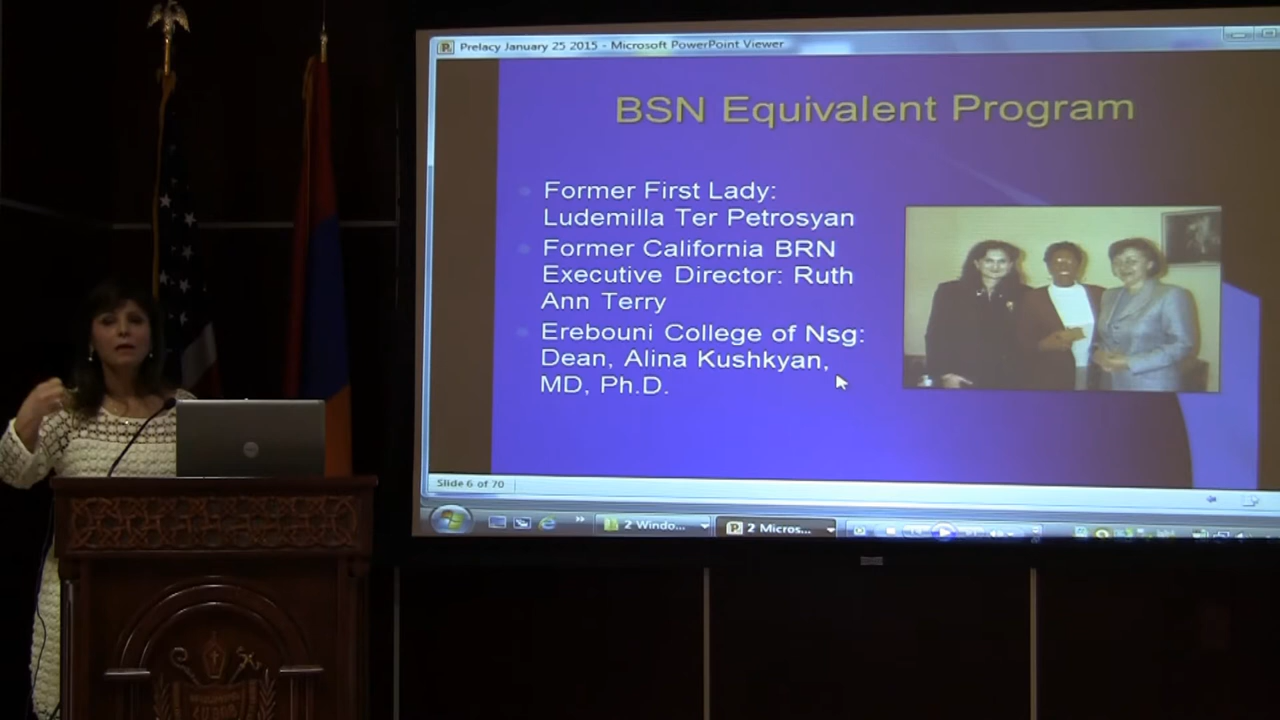 Prelacy January 25 2015 - Microsoft PowerPoint Viewer
BSN Equivalent Program
Former First Lady:
Ludemilla Ter Petrosyan
Former California BRN
Executive Director: Ruth
Ann Terry
Erebouni College of Nsg:
Dean, Alina Kushkyan,
MD, Ph.D.
Slide 6 of 70
2 Windo...
2 Micros...